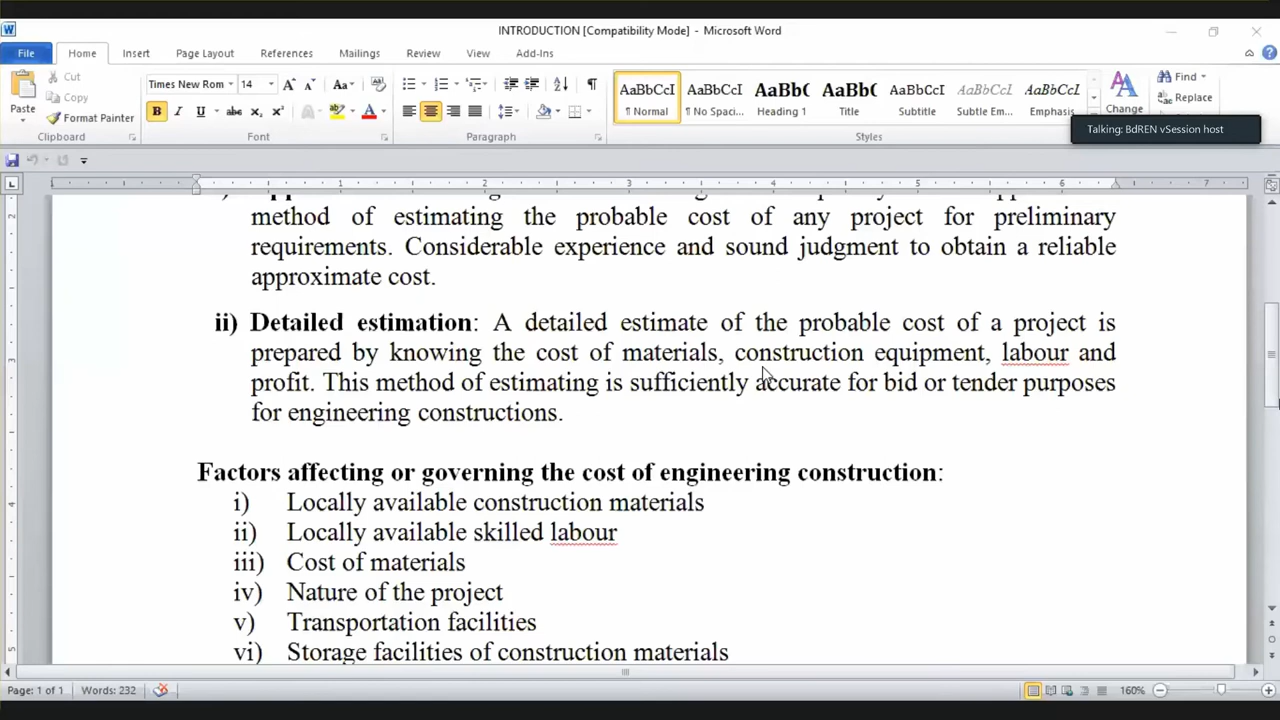 INTRODUCTION [Compatibility Mode] - Microsoft Word
File Home Insert Page Layout References Mailings Review View Add-Ins
Paste
Cut
Copy
Format Painter
Clipboard
Times New Rom 14
Font
Paragraph
AaBbCcI AaBbCcI AaBb( AaBb( AaBbCcI AaBbCcI AaBbCcI
¶ Normal ¶ No Spaci... Heading 1 Title Subtitle Subtle Em... Emphasis
Change
Styles
Find
Replace
Talking: BdREN vSession host
method of estimating the probable cost of any project for preliminary
requirements. Considerable experience and sound judgment to obtain a reliable
approximate cost.
ii) Detailed estimation: A detailed estimate of the probable cost of a project is
prepared by knowing the cost of materials, construction equipment, labour and
profit. This method of estimating is sufficiently accurate for bid or tender purposes
for engineering constructions.
Factors affecting or governing the cost of engineering construction:
i) Locally available construction materials
ii) Locally available skilled labour
iii) Cost of materials
iv) Nature of the project
v) Transportation facilities
vi) Storage facilities of construction materials
Page: 1 of 1 Words: 232 160%